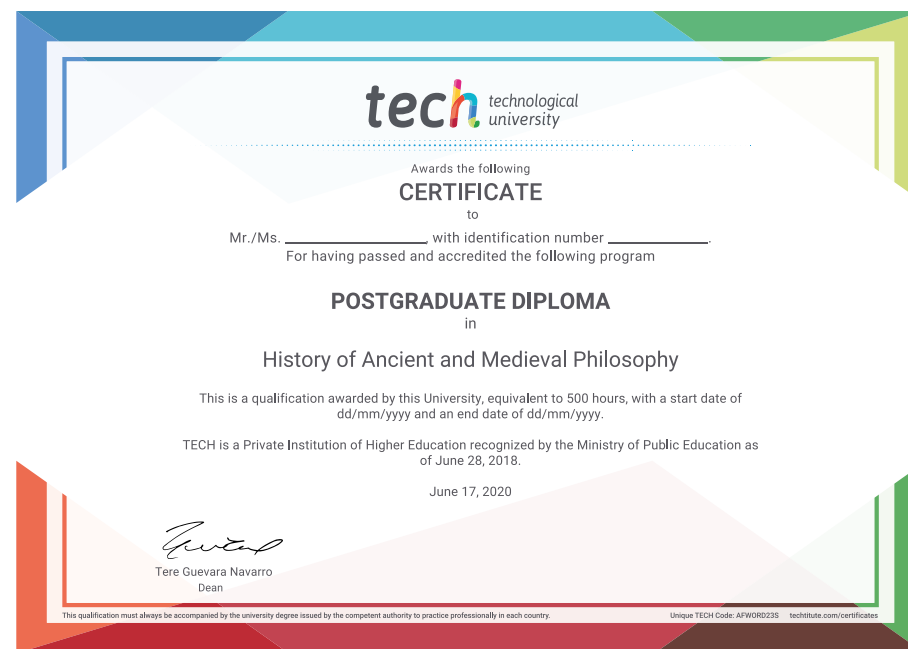 tech technological
university
Awards the following
CERTIFICATE
to
Mr./Ms. ____________________, with identification number ______________.
For having passed and accredited the following program
POSTGRADUATE DIPLOMA
in
History of Ancient and Medieval Philosophy
This is a qualification awarded by this University, equivalent to 500 hours, with a start date of
dd/mm/yyyy and an end date of dd/mm/yyyy.
TECH is a Private Institution of Higher Education recognized by the Ministry of Public Education as
of June 28, 2018.
June 17, 2020
Tere Guevara Navarro
Dean
This qualification must always be accompanied by the university degree issued by the competent authority to practice professionally in each country. Unique TECH Code: AFWORD23S techtitute.com/certificates